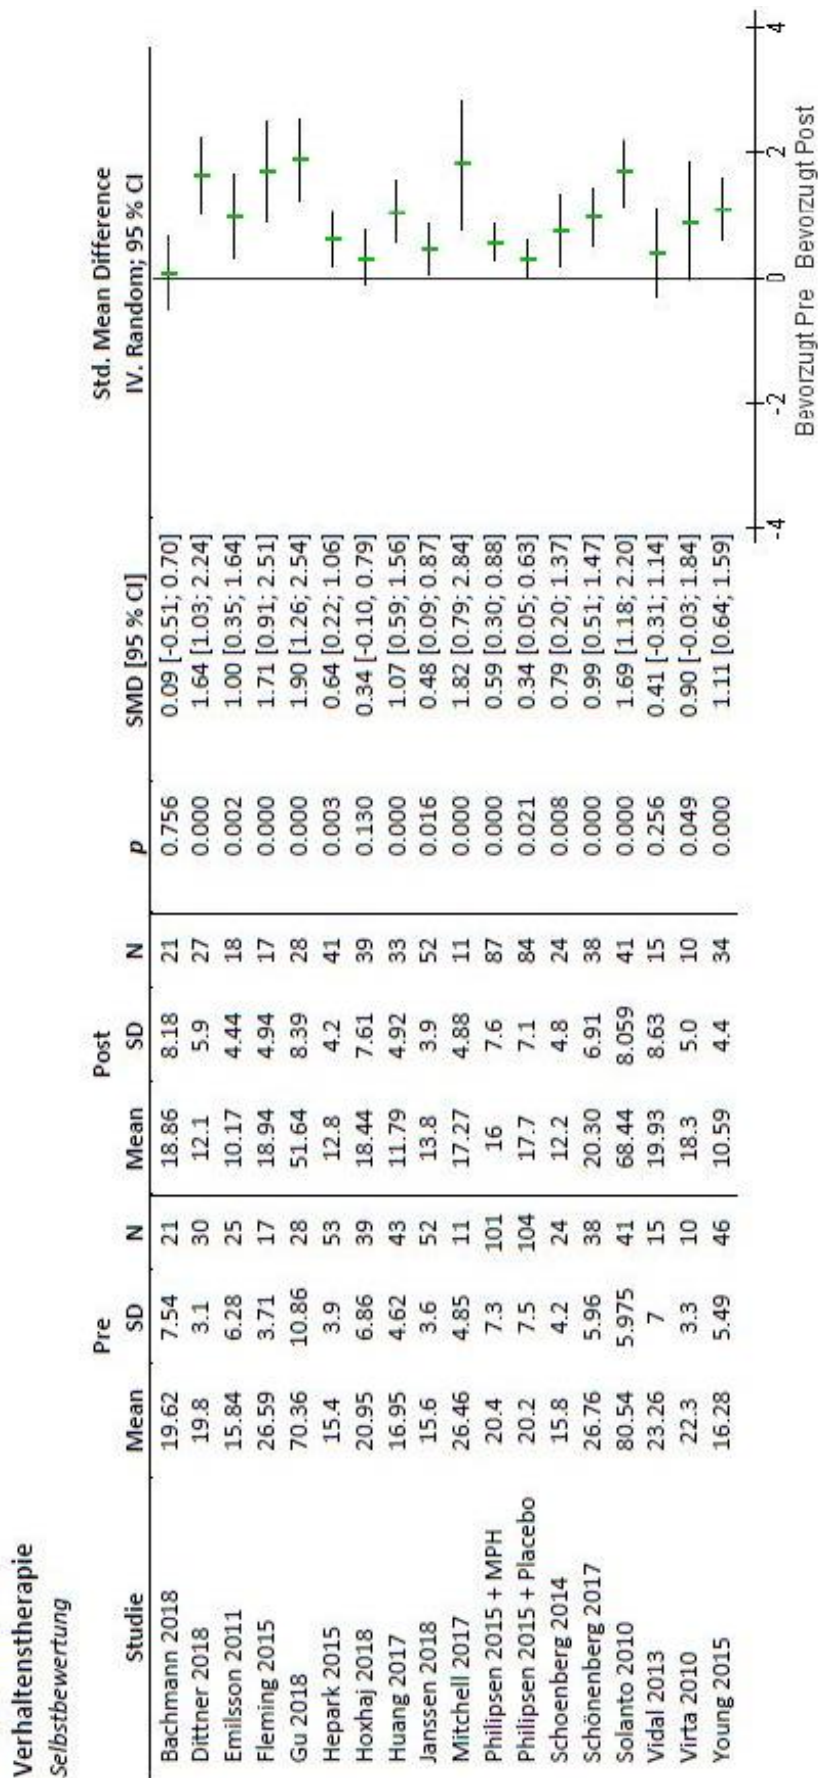 Verhaltenstherapie
Selbstbewertung
Pre Post Std. Mean Difference
Studie Mean SD N Mean SD N p SMD [95 % CI] IV. Random; 95 % CI
Bachmann 2018 19.62 7.54 21 18.86 8.18 21 0.756 0.09 [-0.51; 0.70]
Dittner 2018 19.8 3.1 30 12.1 5.9 27 0.000 1.64 [1.03; 2.24]
Emilsson 2011 15.84 6.28 25 10.17 4.44 18 0.002 1.00 [0.35; 1.64]
Fleming 2015 26.59 3.71 17 18.94 4.94 17 0.000 1.71 [0.91; 2.51]
Gu 2018 70.36 10.86 28 51.64 8.39 28 0.000 1.90 [1.26; 2.54]
Hepark 2015 15.4 3.9 53 12.8 4.2 41 0.003 0.64 [0.22; 1.06]
Hoxhaj 2018 20.95 6.86 39 18.44 7.61 39 0.130 0.34 [-0.10, 0.79]
Huang 2017 16.95 4.62 43 11.79 4.92 33 0.000 1.07 [0.59; 1.56]
Janssen 2018 15.6 3.6 52 13.8 3.9 52 0.016 0.48 [0.09; 0.87]
Mitchell 2017 26.46 4.85 11 17.27 4.88 11 0.000 1.82 [0.79; 2.84]
Philipsen 2015 + MPH 20.4 7.3 101 16 7.6 87 0.000 0.59 [0.30; 0.88]
Philipsen 2015 + Placebo 20.2 7.5 104 17.7 7.1 84 0.021 0.34 [0.05; 0.63]
Schoenberg 2014 15.8 4.2 24 12.2 4.8 24 0.008 0.79 [0.20; 1.37]
Schönenberg 2017 26.76 5.96 38 20.30 6.91 38 0.000 0.99 [0.51; 1.47]
Solanto 2010 80.54 5.975 41 68.44 8.059 41 0.000 1.69 [1.18; 2.20]
Vidal 2013 23.26 7 15 19.93 8.63 15 0.256 0.41 [-0.31; 1.14]
Virta 2010 22.3 3.3 10 18.3 5.0 10 0.049 0.90 [-0.03; 1.84]
Young 2015 16.28 5.49 46 10.59 4.4 34 0.000 1.11 [0.64; 1.59]
-4 -2 0 2 4
Bevorzugt Pre Bevorzugt Post